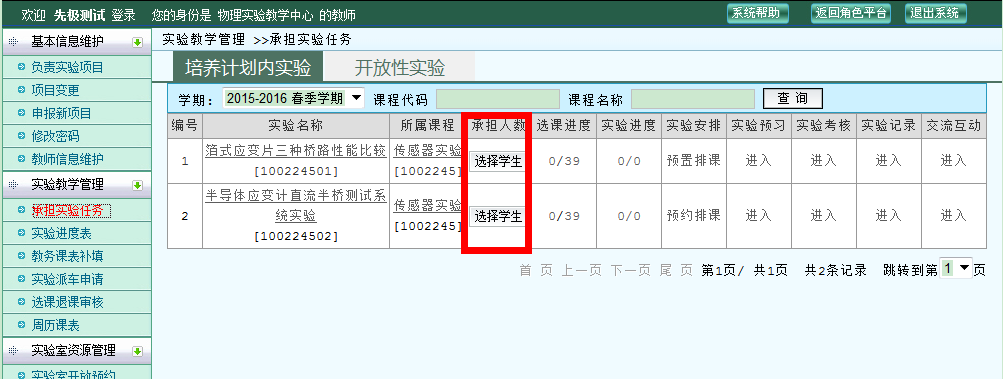 欢迎 先极测试 登录 您的身份是 物理实验教学中心 的教师
系统帮助 返回角色平台 退出系统
基本信息维护
负责实验项目
项目变更
申报新项目
修改密码
教师信息维护
实验教学管理
承担实验任务
实验进度表
教务课表补填
实验派车申请
选课退课审核
周历课表
实验室资源管理
实验室开放预约
实验教学管理 >>承担实验任务
培养计划内实验 开放性实验
学期: 2015-2016 春季学期 课程代码 课程名称 查 询
编号 实验名称 所属课程 承担人数 选课进度 实验进度 实验安排 实验预习 实验考核 实验记录 交流互动
1 箔式应变片三种桥路性能比较 传感器实验 选择学生 0/39 0/0 预置排课 进入 进入 进入 进入
[100224501] [1002245]
2 半导体应变计直流半桥测试系 传感器实验 选择学生 0/39 0/0 预约排课 进入 进入 进入 进入
统实验 [1002245]
[100224502]
首 页 上一页 下一页 尾 页 第1页/ 共1页 共2条记录 跳转到第 1 页